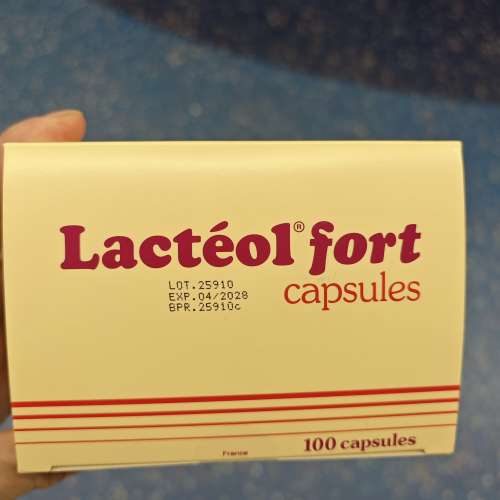 Lactéol® fort
capsules
LOT.25910
EXP.04/2028
BPR.25910c
100 capsules
France